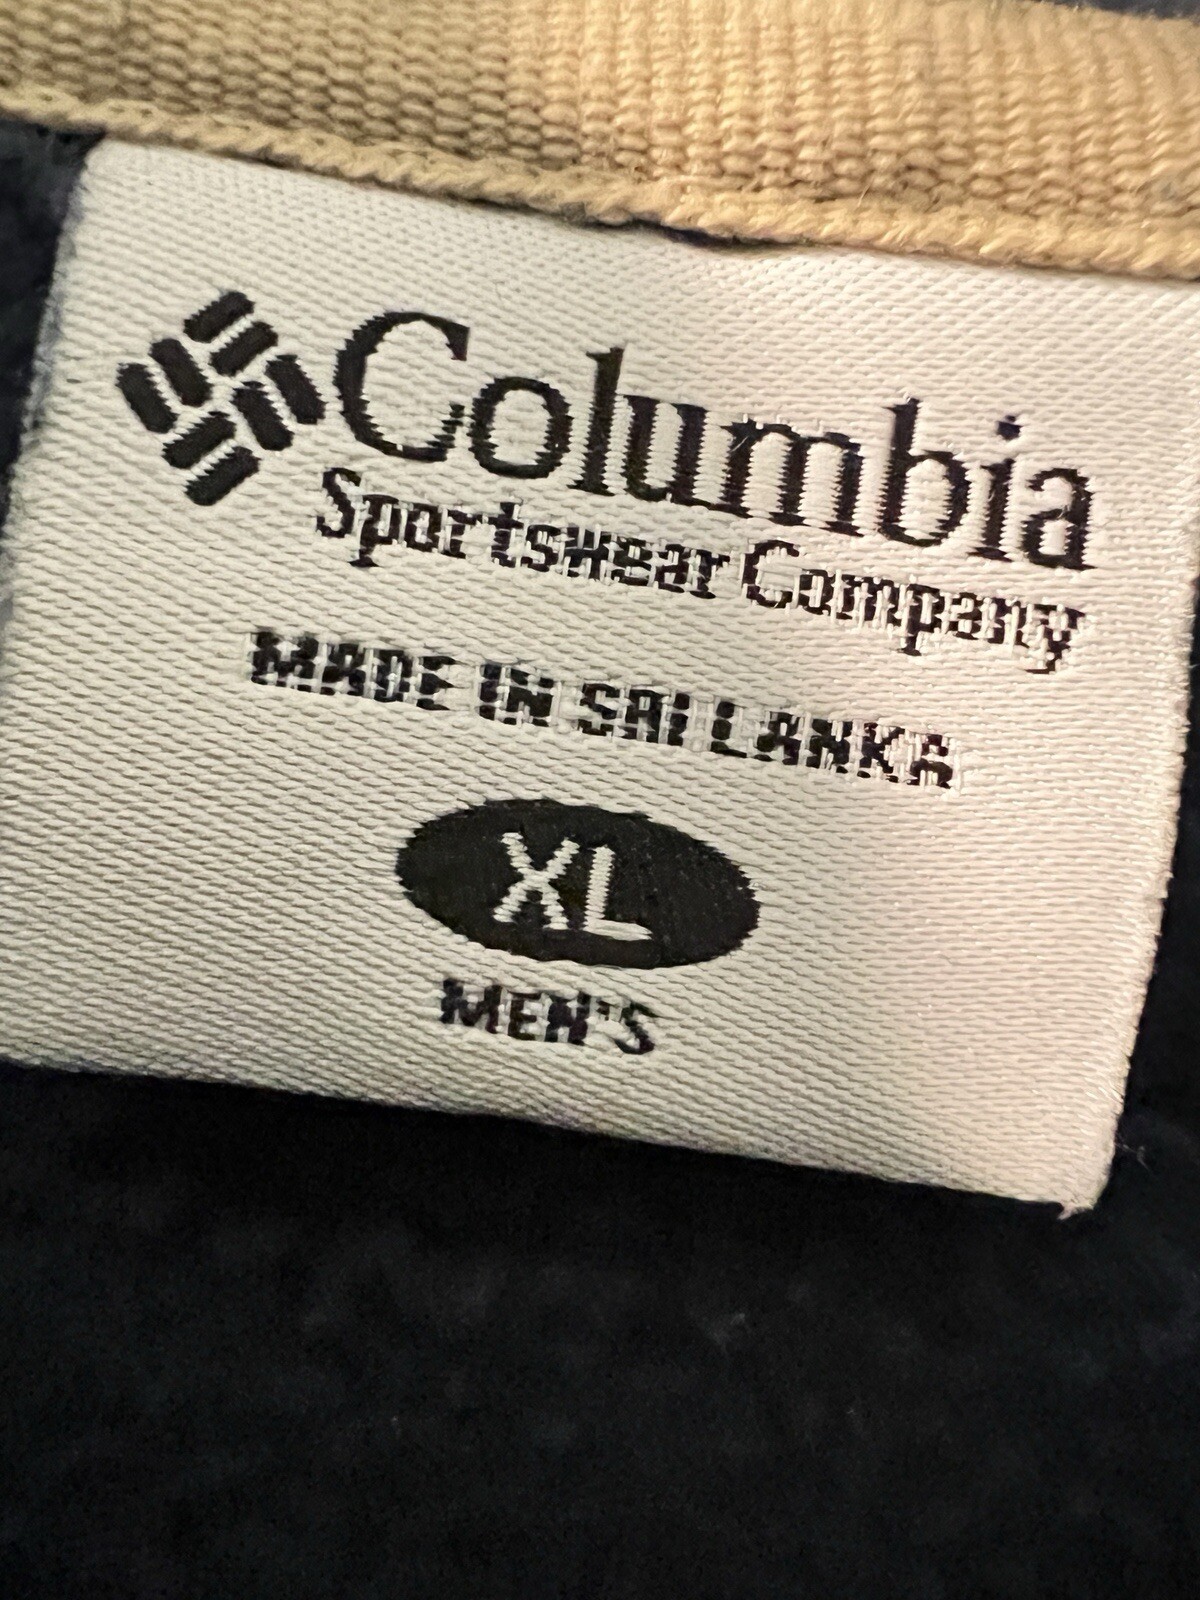 Columbia
Sportswear Company
MADE IN SRI LANKA
XL
MEN'S